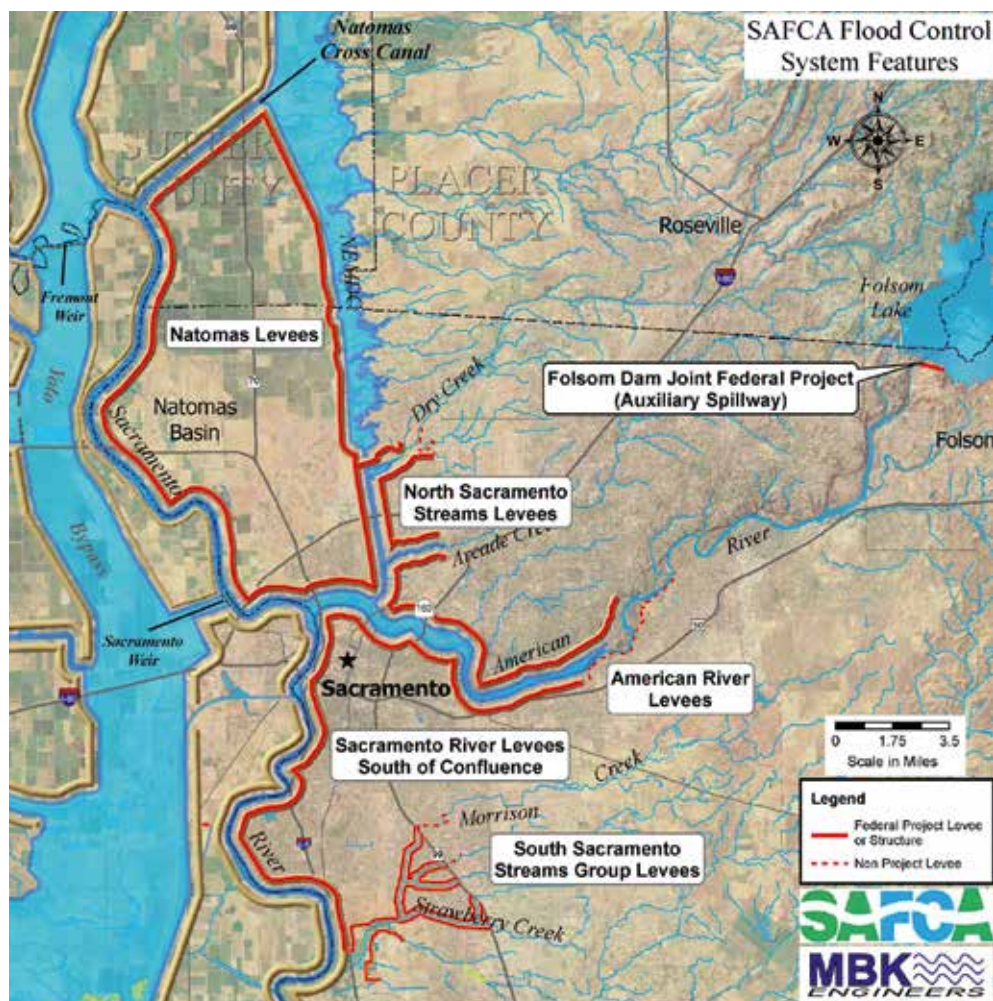 SAFCA Flood Control
System Features
Natomas
Cross Canal
N
W
E
S
SUTTER
COUNTY
PLACER
COUNTY
Roseville
NEMDC
Fremont
Weir
Folsom
Lake
Natomas Levees
Folsom Dam Joint Federal Project
(Auxiliary Spillway)
Yolo
Bypass
Dry Creek
70
Natomas
Basin
Folsom
Sacramento
River
North Sacramento
Streams Levees
Arcade Creek
River
American
160
50
Sacramento
Weir
Sacramento
American River
Levees
Sacramento River Levees
South of Confluence
Creek
Morrison
0 1.75 3.5
Scale in Miles
South Sacramento
Streams Group Levees
Strawberry Creek
Legend
Federal Project Levee
or Structure
Non Project Levee
SAFCA
MBK
ENGINEERS